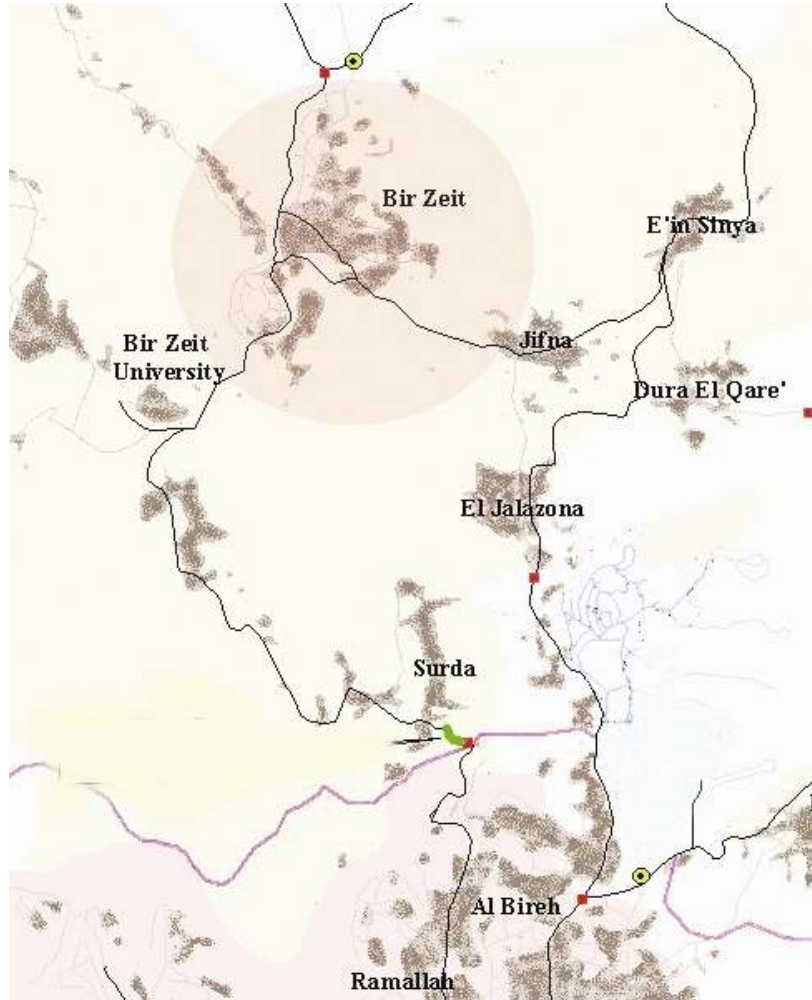 Bir Zeit
E'in Sinya
Bir Zeit
University
Jifna
Dura El Qare'
El Jalazona
Surda
Al Bireh
Ramallah